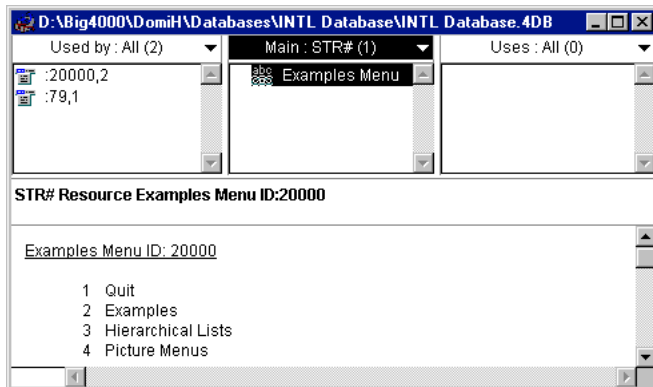 D:\Big4000\DomiH\Databases\INTL Database\INTL Database.4DB
Used by : All (2)
Main : STR# (1)
Uses : All (0)
:20000,2
:79,1
abc
Examples Menu
STR# Resource Examples Menu ID:20000
Examples Menu ID: 20000
1 Quit
2 Examples
3 Hierarchical Lists
4 Picture Menus